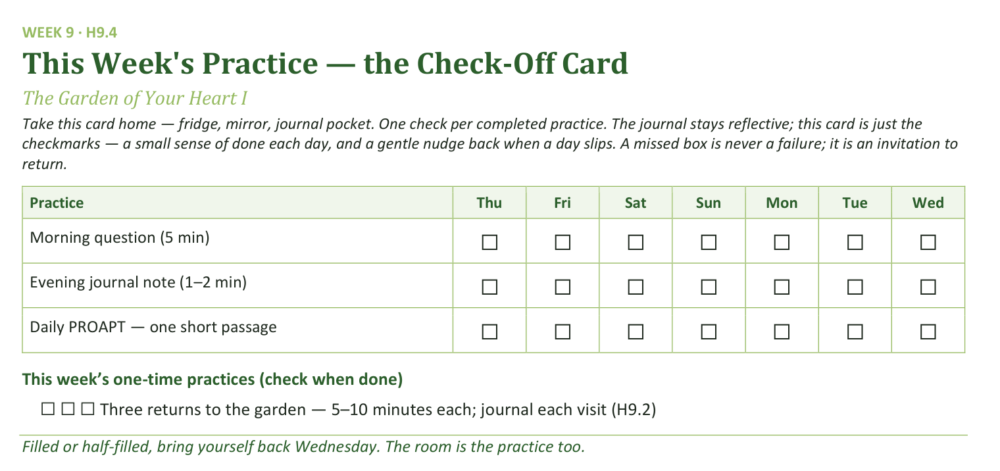 WEEK 9 · H9.4
This Week's Practice — the Check-Off Card
The Garden of Your Heart I
Take this card home — fridge, mirror, journal pocket. One check per completed practice. The journal stays reflective; this card is just the
checkmarks — a small sense of done each day, and a gentle nudge back when a day slips. A missed box is never a failure; it is an invitation to
return.
Practice Thu Fri Sat Sun Mon Tue Wed
Morning question (5 min) ☐ ☐ ☐ ☐ ☐ ☐ ☐
Evening journal note (1–2 min) ☐ ☐ ☐ ☐ ☐ ☐ ☐
Daily PROAPT — one short passage ☐ ☐ ☐ ☐ ☐ ☐ ☐
This week’s one-time practices (check when done)
☐ ☐ ☐ Three returns to the garden — 5–10 minutes each; journal each visit (H9.2)
Filled or half-filled, bring yourself back Wednesday. The room is the practice too.